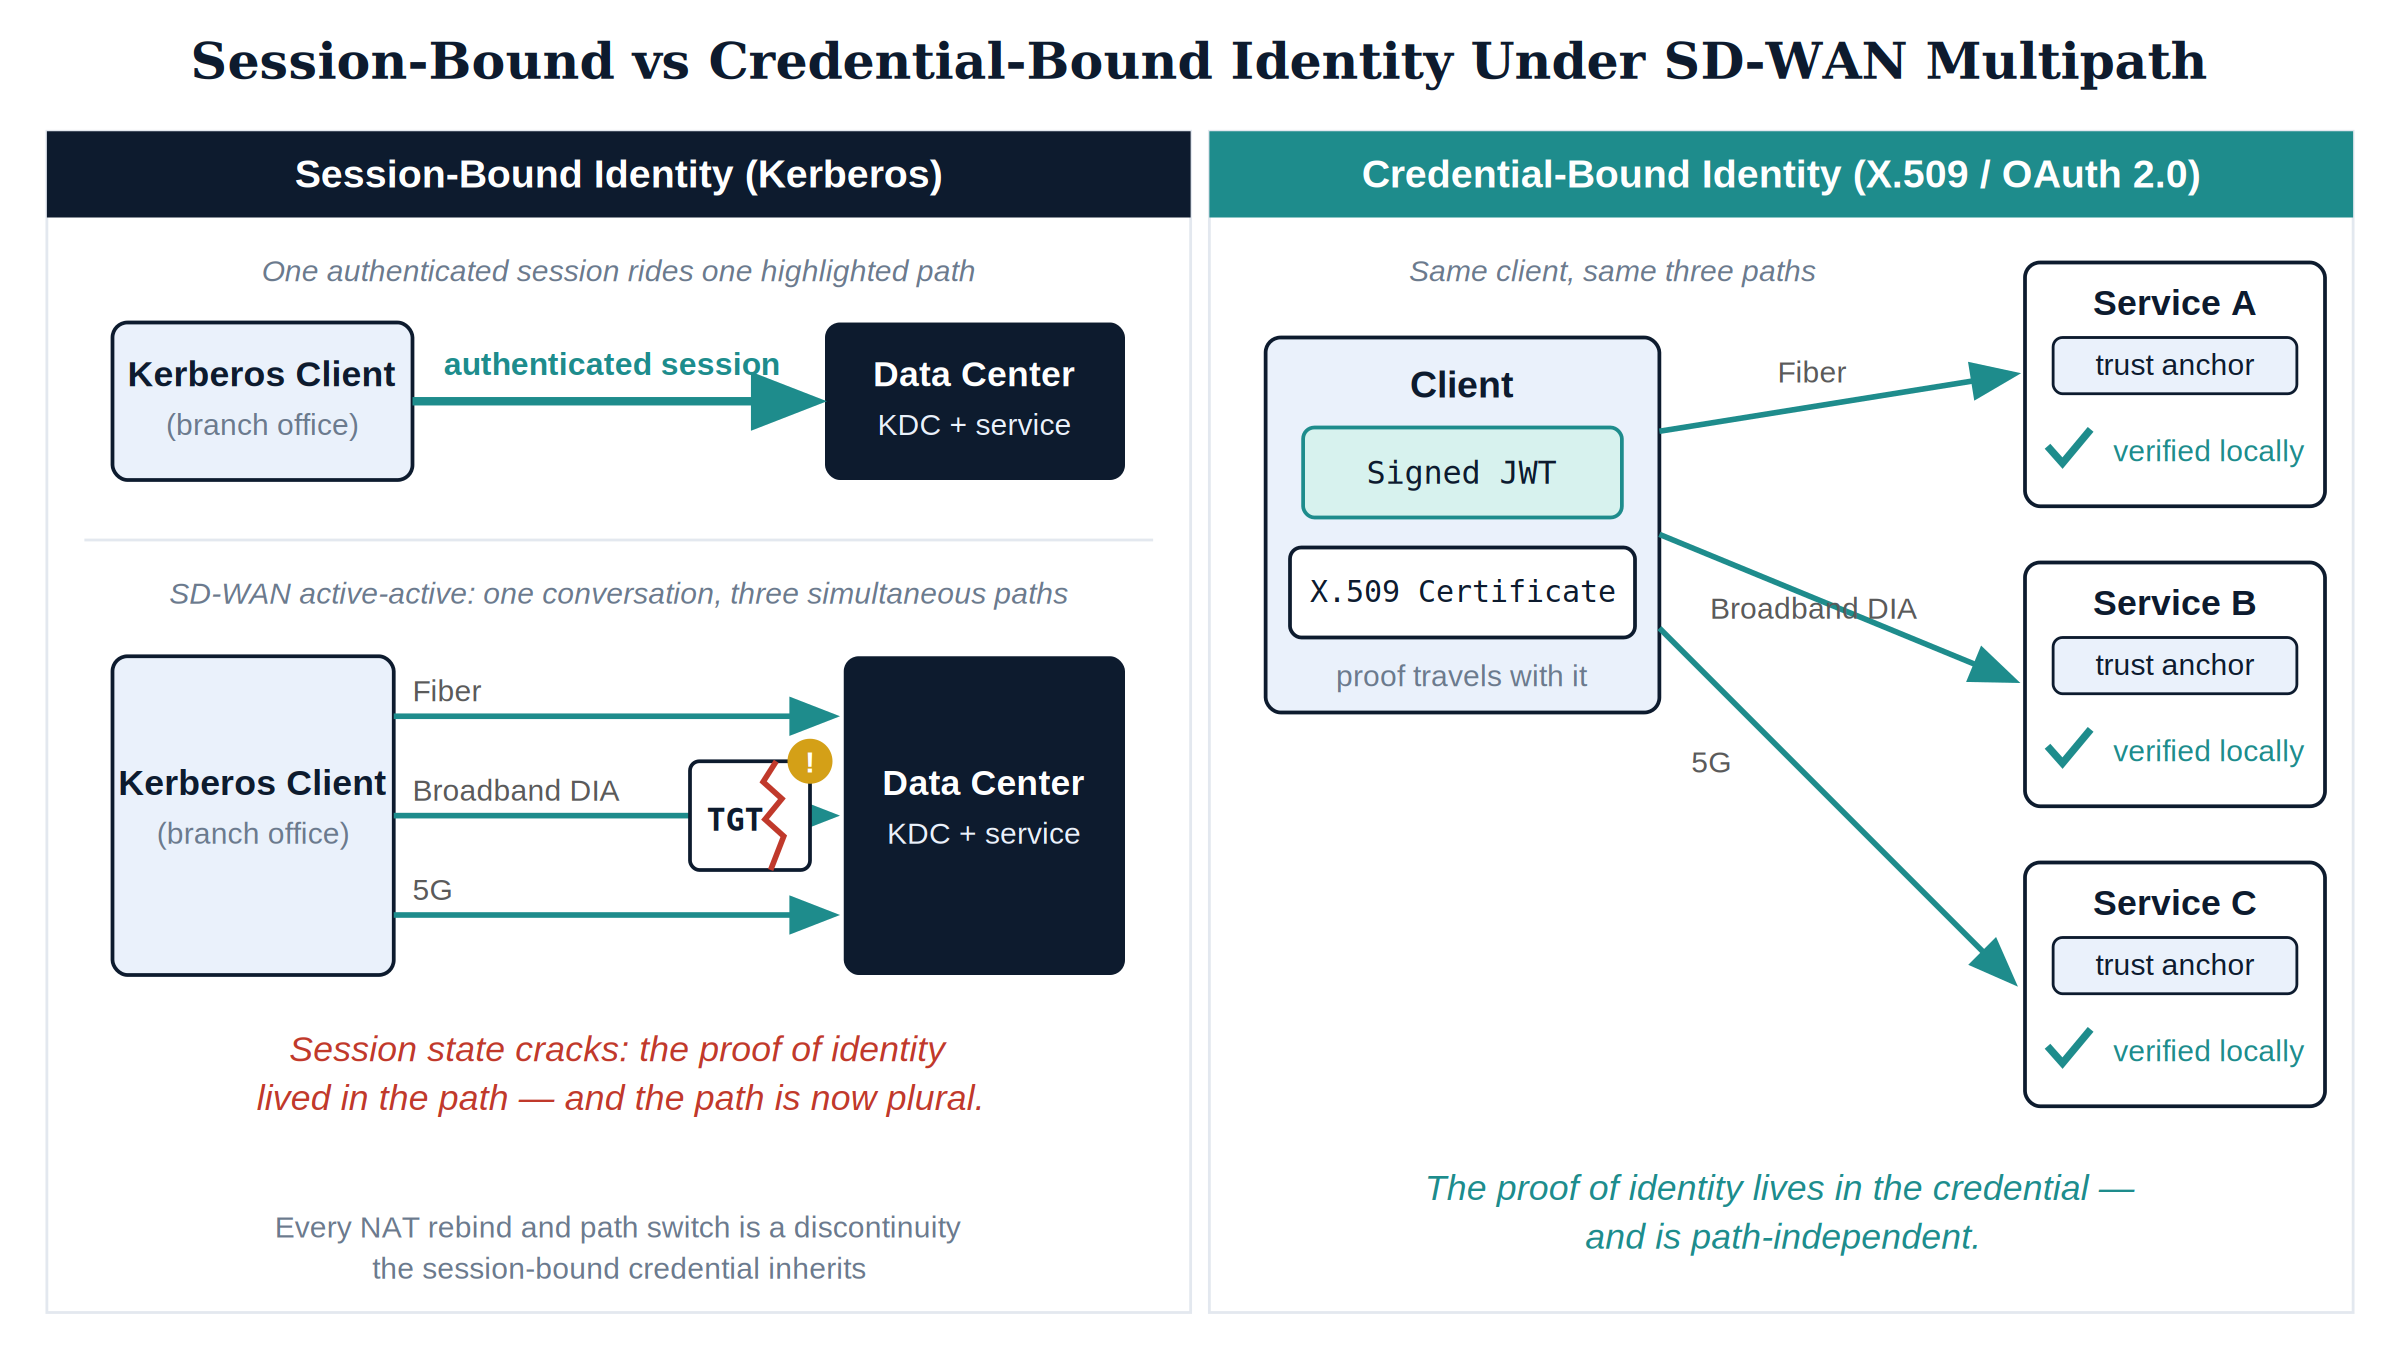 Session-Bound vs Credential-Bound Identity Under SD-WAN Multipath
Session-Bound Identity (Kerberos)
One authenticated session rides one highlighted path
Kerberos Client
(branch office)
authenticated session
Data Center
KDC + service
SD-WAN active-active: one conversation, three simultaneous paths
Kerberos Client
(branch office)
Fiber
Broadband DIA
5G
TGT
!
Data Center
KDC + service
Session state cracks: the proof of identity
lived in the path — and the path is now plural.
Every NAT rebind and path switch is a discontinuity
the session-bound credential inherits
Credential-Bound Identity (X.509 / OAuth 2.0)
Same client, same three paths
Client
Signed JWT
X.509 Certificate
proof travels with it
Fiber
Broadband DIA
5G
Service A
trust anchor
verified locally
Service B
trust anchor
verified locally
Service C
trust anchor
verified locally
The proof of identity lives in the credential —
and is path-independent.